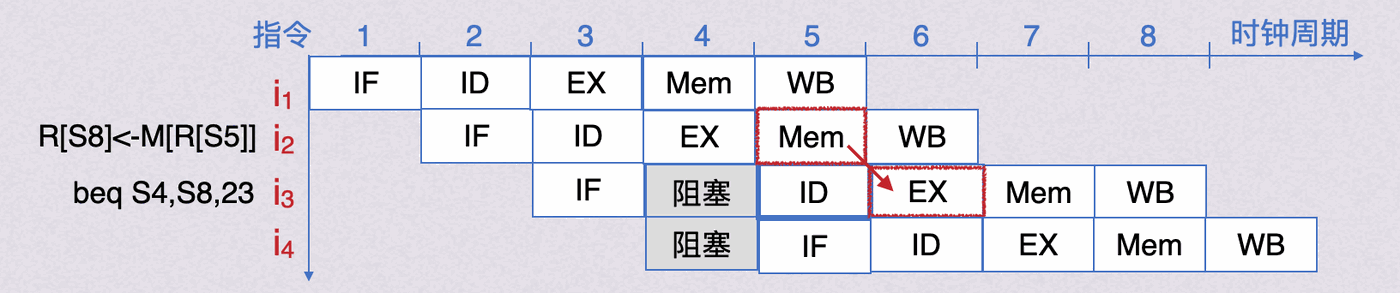 指令 1 2 3 4 5 6 7 8 时钟周期
i1 IF ID EX Mem WB
R[S8]<-M[R[S5]] i2 IF ID EX Mem WB
beq S4,S8,23 i3 IF 阻塞 ID EX Mem WB
i4 阻塞 IF ID EX Mem WB